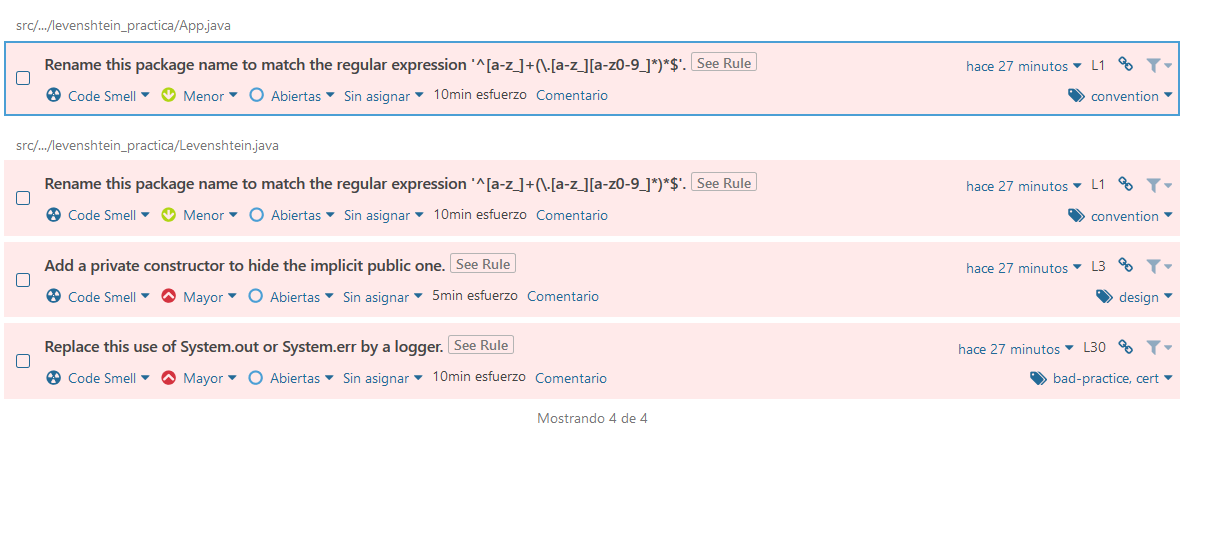 src/.../levenshtein_practica/App.java
Rename this package name to match the regular expression '^[a-z_]+(\.[a-z_][a-z0-9_]*)*$'. See Rule hace 27 minutos L1
Code Smell Menor Abiertas Sin asignar 10min esfuerzo Comentario convention
src/.../levenshtein_practica/Levenshtein.java
Rename this package name to match the regular expression '^[a-z_]+(\.[a-z_][a-z0-9_]*)*$'. See Rule hace 27 minutos L1
Code Smell Menor Abiertas Sin asignar 10min esfuerzo Comentario convention
Add a private constructor to hide the implicit public one. See Rule hace 27 minutos L3
Code Smell Mayor Abiertas Sin asignar 5min esfuerzo Comentario design
Replace this use of System.out or System.err by a logger. See Rule hace 27 minutos L30
Code Smell Mayor Abiertas Sin asignar 10min esfuerzo Comentario bad-practice, cert
Mostrando 4 de 4